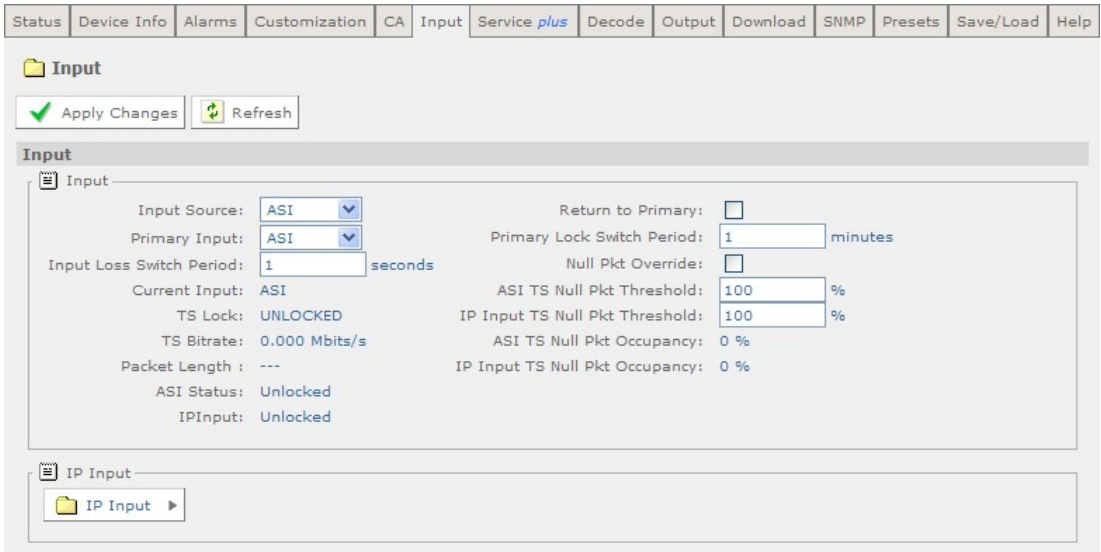 Status Device Info Alarms Customization CA Input Service plus Decode Output Download SNMP Presets Save/Load Help
Input
Apply Changes Refresh
Input
Input
Input Source: ASI Return to Primary:
Primary Input: ASI Primary Lock Switch Period: 1 minutes
Input Loss Switch Period: 1 seconds Null Pkt Override:
Current Input: ASI ASI TS Null Pkt Threshold: 100 %
TS Lock: UNLOCKED IP Input TS Null Pkt Threshold: 100 %
TS Bitrate: 0.000 Mbits/s ASI TS Null Pkt Occupancy: 0 %
Packet Length : --- IP Input TS Null Pkt Occupancy: 0 %
ASI Status: Unlocked
IPInput: Unlocked
IP Input
IP Input